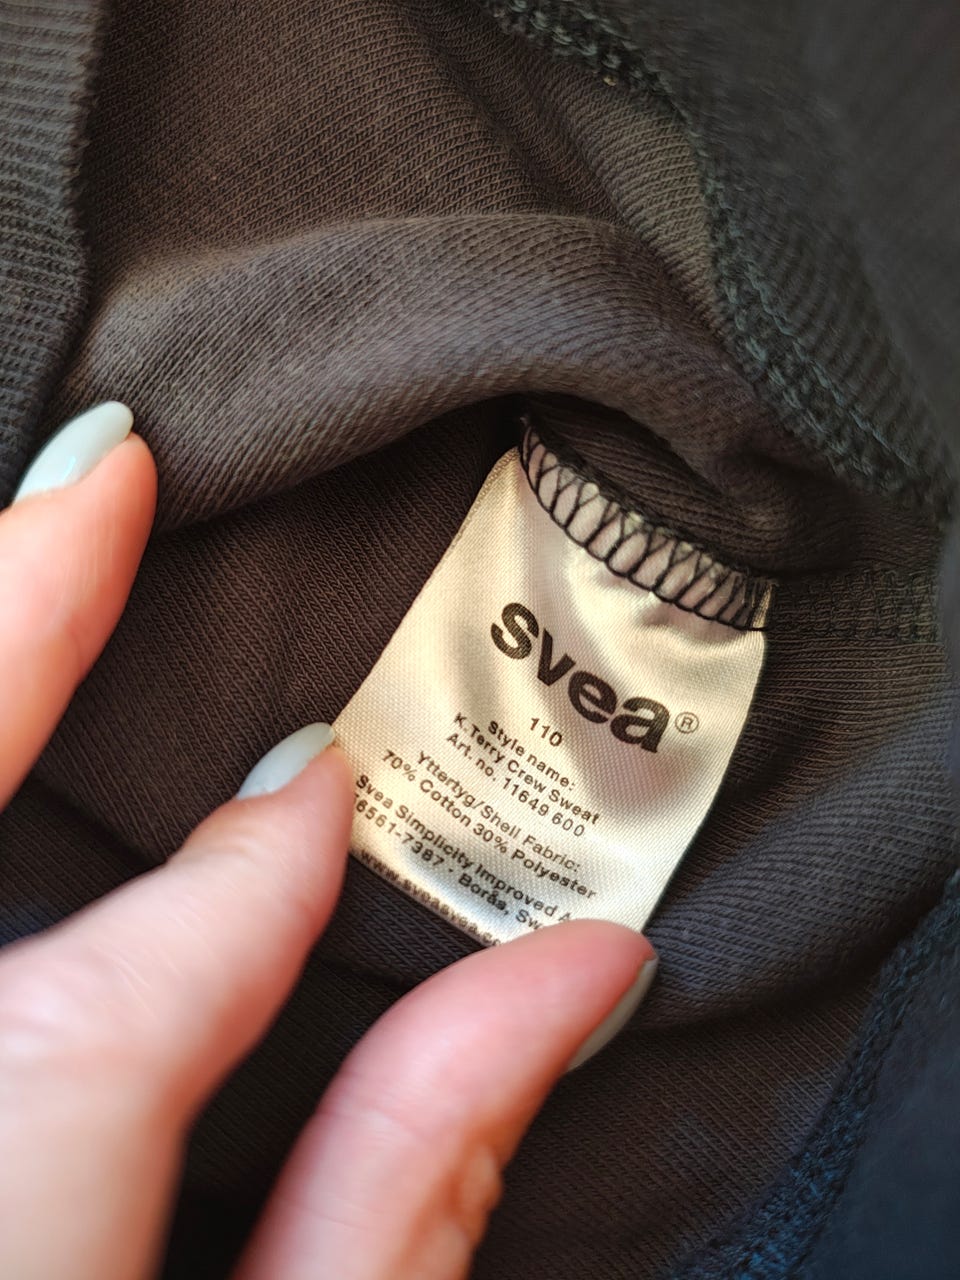 svea®
110
Style name:
K.Terry Crew Sweat
Art. no. 11649 600
Yttertyg/Shell Fabric:
70% Cotton 30% Polyester
Svea Simplicity Improved
56561-7387 · Borås,